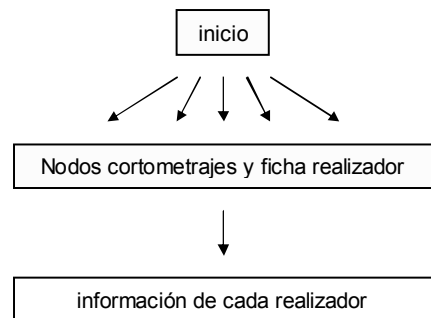 inicio
Nodos cortometrajes y ficha realizador
información de cada realizador